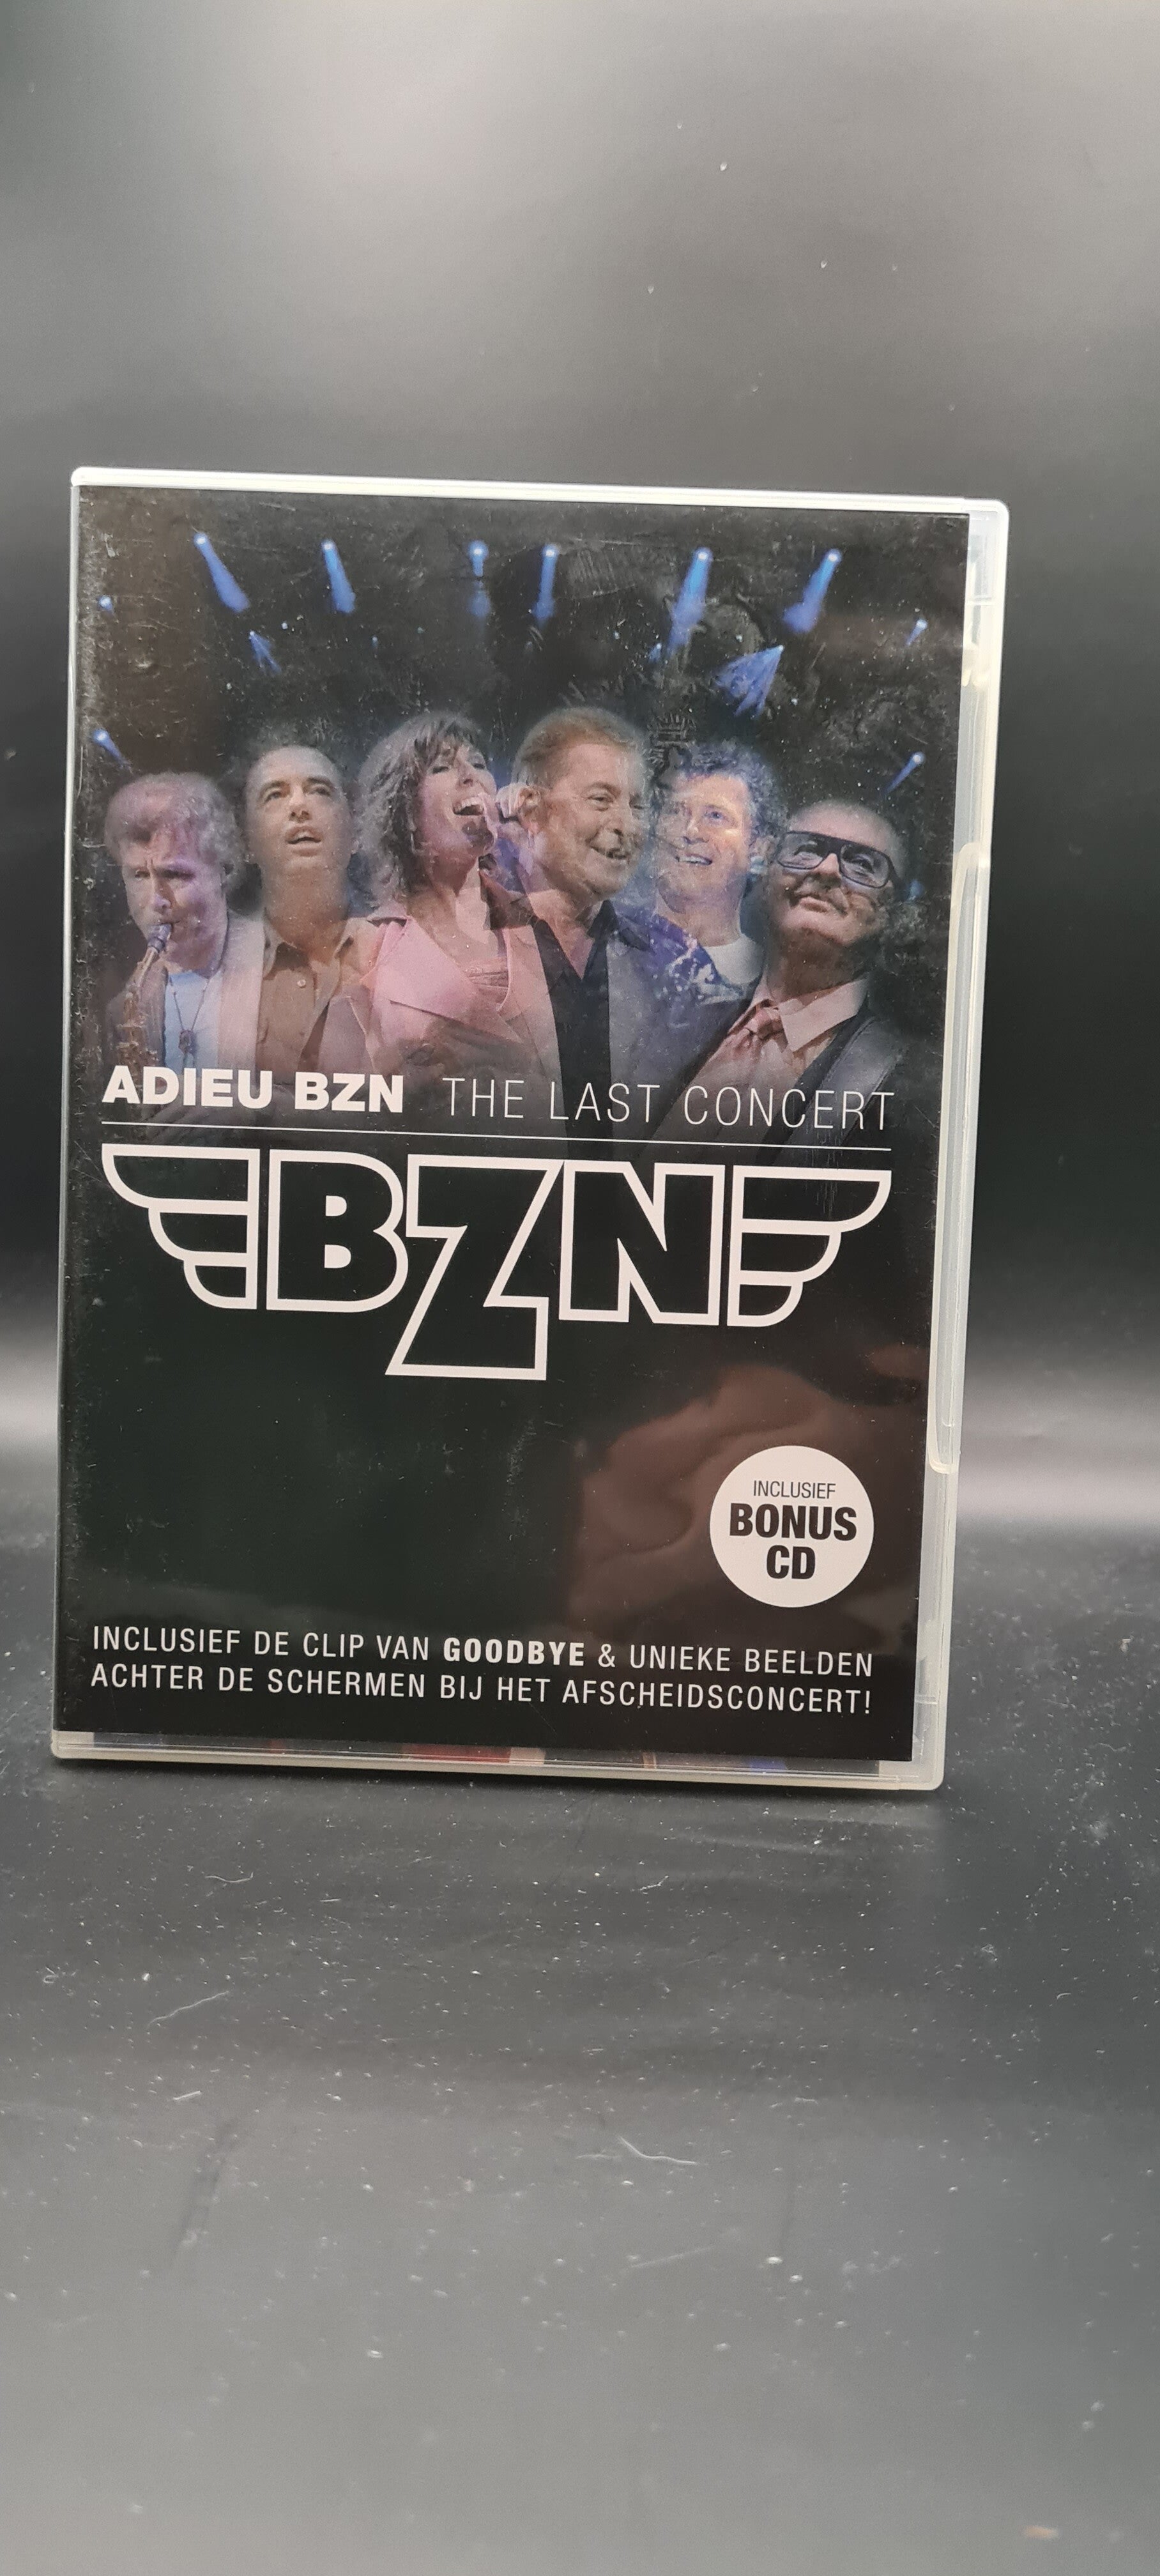 ADIEU BZN THE LAST CONCERT
BZN
INCLUSIEF
BONUS
CD
INCLUSIEF DE CLIP VAN GOODBYE & UNIEKE BEELDEN
ACHTER DE SCHERMEN BIJ HET AFSCHEIDSCONCERT!